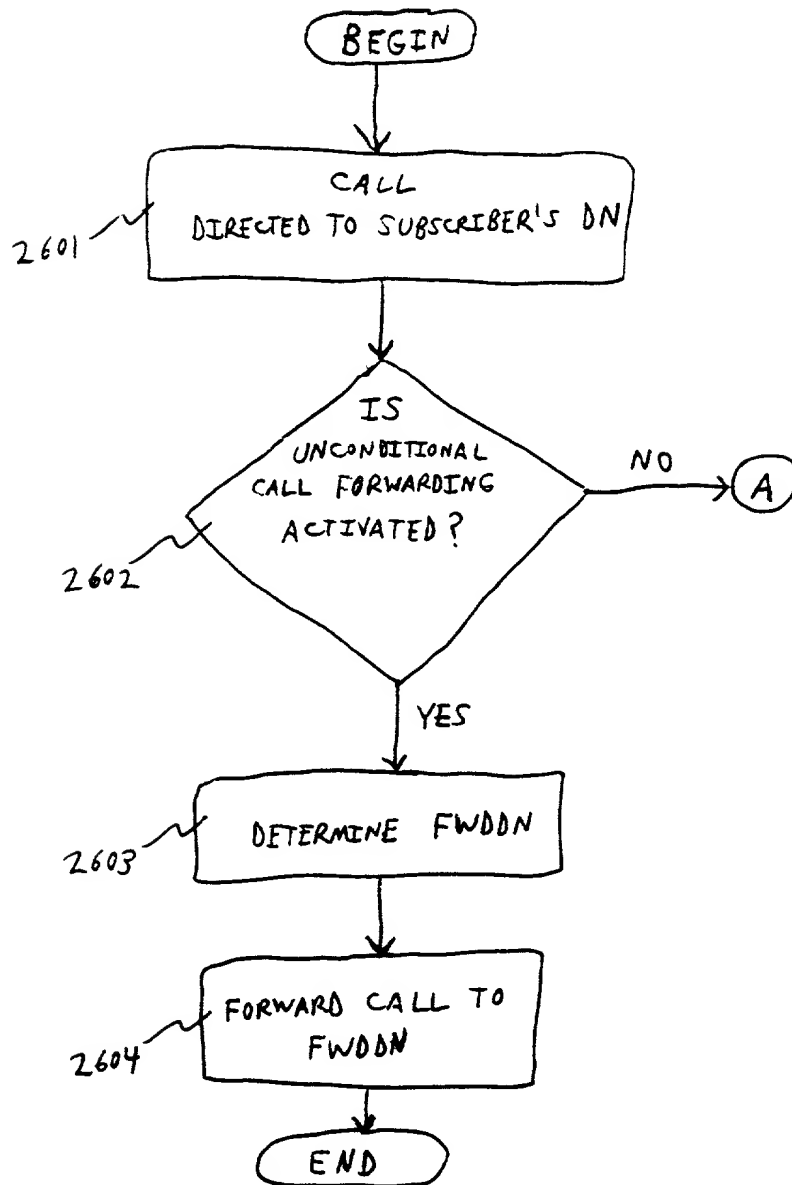 BEGIN
CALL
DIRECTED TO SUBSCRIBER'S DN
2601
IS
UNCONDITIONAL
CALL FORWARDING
ACTIVATED?
NO
A
2602
YES
DETERMINE FWDDN
2603
FORWARD CALL TO
FWDDN
2604
END